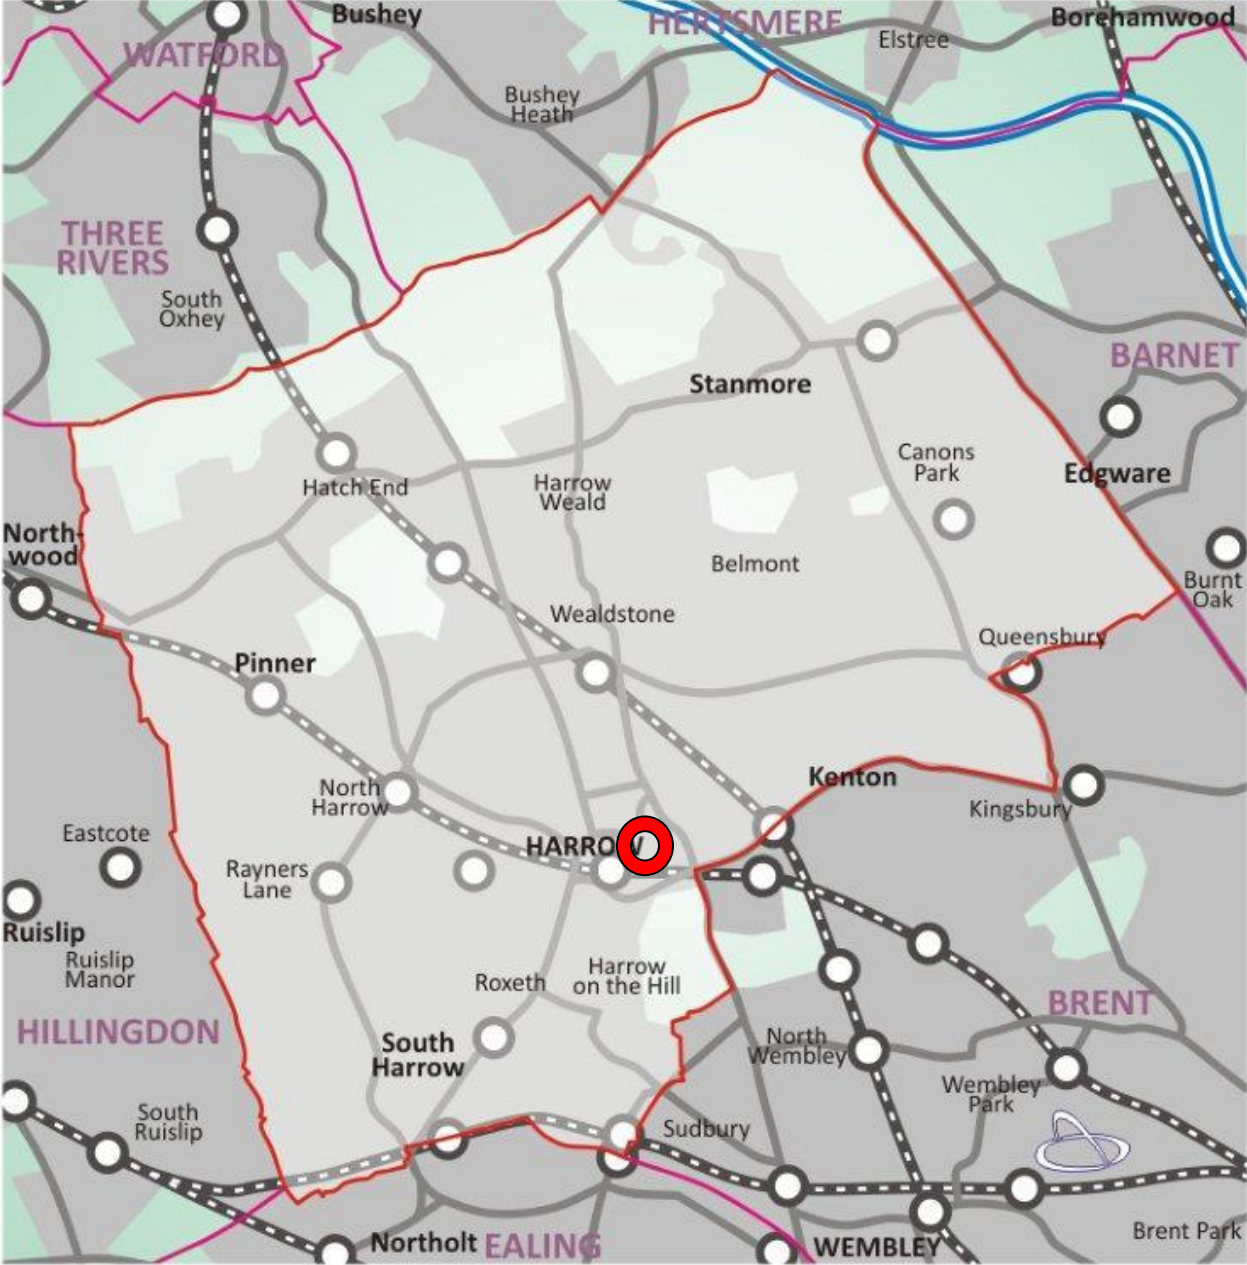 Bushey
HERTSMERE
Borehamwood
Elstree
WATFORD
Bushey
Heath
THREE
RIVERS
South
Oxhey
BARNET
Stanmore
Canons
Park
Edgware
Hatch End
Harrow
Weald
North-
wood
Belmont
Burnt
Oak
Wealdstone
Queensbury
Pinner
Kenton
North
Harrow
Kingsbury
Eastcote
HARROW
Rayners
Lane
Ruislip
Ruislip
Manor
Roxeth
Harrow
on the Hill
HILLINGDON
BRENT
South
Harrow
North
Wembley
Wembley
Park
South
Ruislip
Sudbury
Brent Park
Northolt
EALING
WEMBLEY